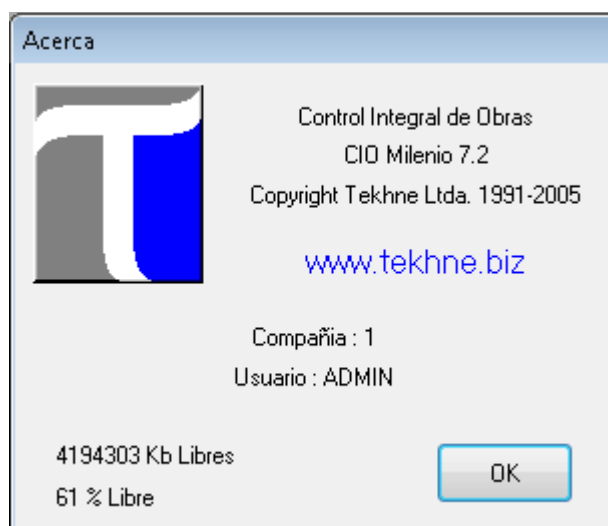 Acerca
Control Integral de Obras
CIO Milenio 7.2
Copyright Tekhne Ltda. 1991-2005
www.tekhne.biz
Compañia : 1
Usuario : ADMIN
4194303 Kb Libres
61 % Libre
OK